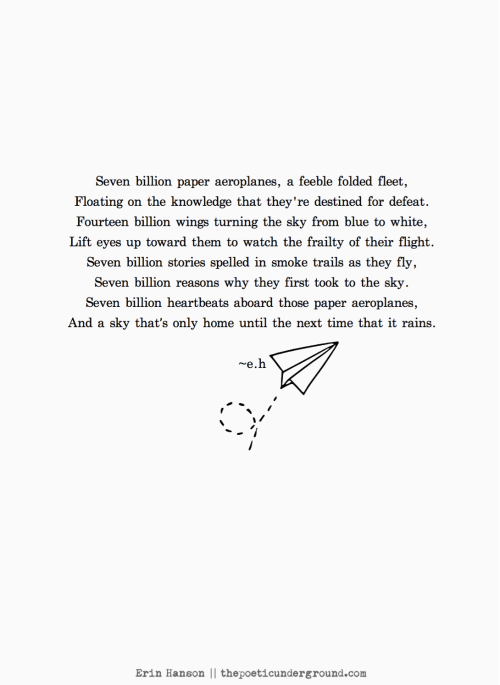 Seven billion paper aeroplanes, a feeble folded fleet,
Floating on the knowledge that they're destined for defeat.
Fourteen billion wings turning the sky from blue to white,
Lift eyes up toward them to watch the frailty of their flight.
Seven billion stories spelled in smoke trails as they fly,
Seven billion reasons why they first took to the sky.
Seven billion heartbeats aboard those paper aeroplanes,
And a sky that's only home until the next time that it rains.
~e.h
Erin Hanson || thepoeticunderground.com